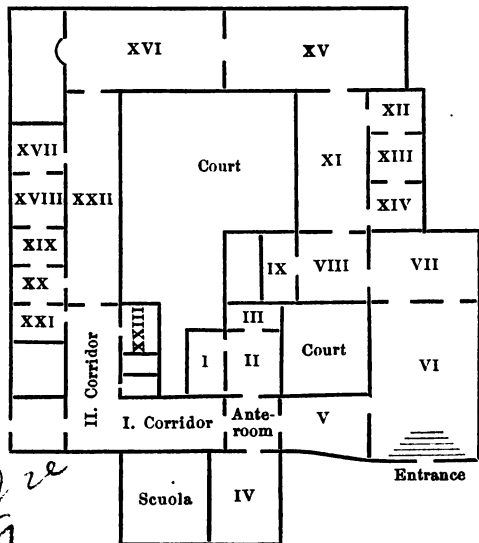 XVI XV
XII
XVII Court XI XIII
XVIII XXII XIV
XIX IX VIII VII
XX
XXI XXIII III
II. Corridor 1 II Court VI
I. Corridor Ante-
room V
Entrance
Scuola IV